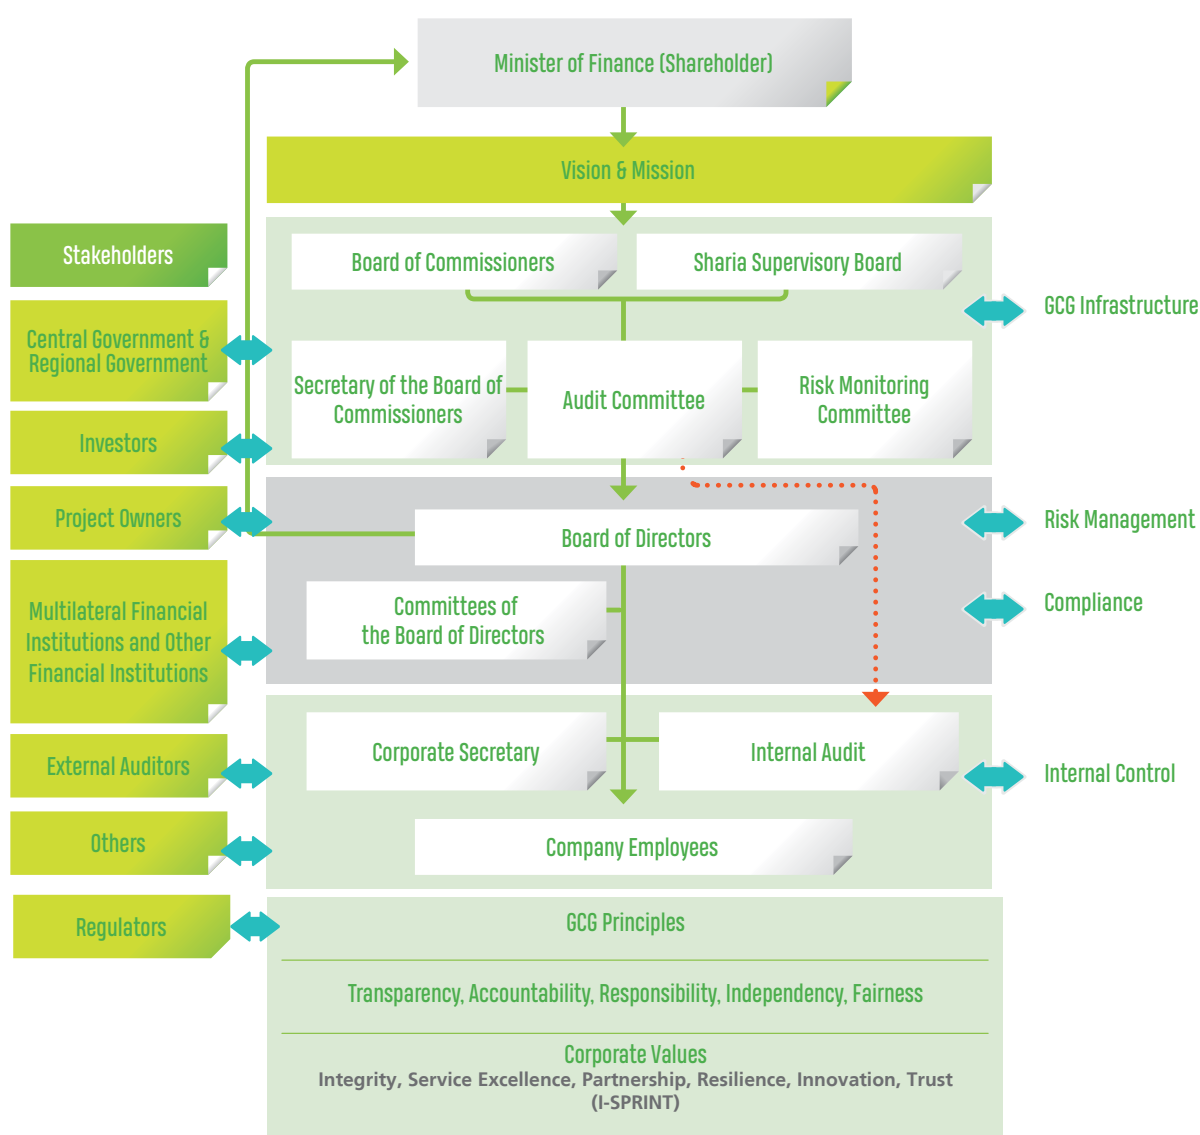 Minister of Finance (Shareholder)
Vision & Mission
Stakeholders
Central Government &
Regional Government
Investors
Project Owners
Multilateral Financial
Institutions and Other
Financial Institutions
External Auditors
Others
Regulators
Board of Commissioners
Sharia Supervisory Board
Secretary of the Board of
Commissioners
Audit Committee
Risk Monitoring
Committee
Board of Directors
Committees of
the Board of Directors
Corporate Secretary
Internal Audit
Company Employees
GCG Infrastructure
Risk Management
Compliance
Internal Control
GCG Principles
Transparency, Accountability, Responsibility, Independency, Fairness
Corporate Values
Integrity, Service Excellence, Partnership, Resilience, Innovation, Trust
(I-SPRINT)